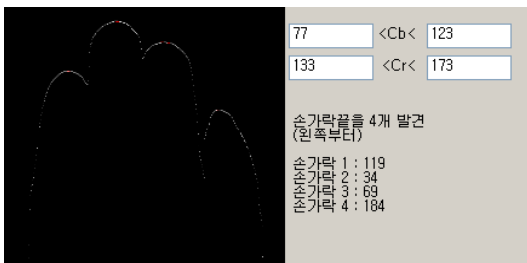 77 <Cb< 123
133 <Cr< 173
손가락끝을 4개 발견
(왼쪽부터)
손가락 1 : 119
손가락 2 : 34
손가락 3 : 69
손가락 4 : 184